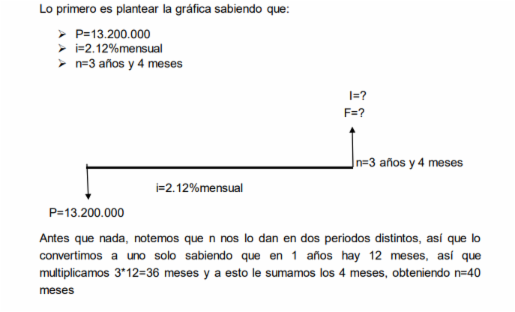 Lo primero es plantear la gráfica sabiendo que:
➢ P=13.200.000
➢ i=2.12%mensual
➢ n=3 años y 4 meses
I=?
F=?
n=3 años y 4 meses
i=2.12%mensual
P=13.200.000
Antes que nada, notemos que n nos lo dan en dos periodos distintos, así que lo
convertimos a uno solo sabiendo que en 1 años hay 12 meses, así que
multiplicamos 3*12=36 meses y a esto le sumamos los 4 meses, obteniendo n=40
meses